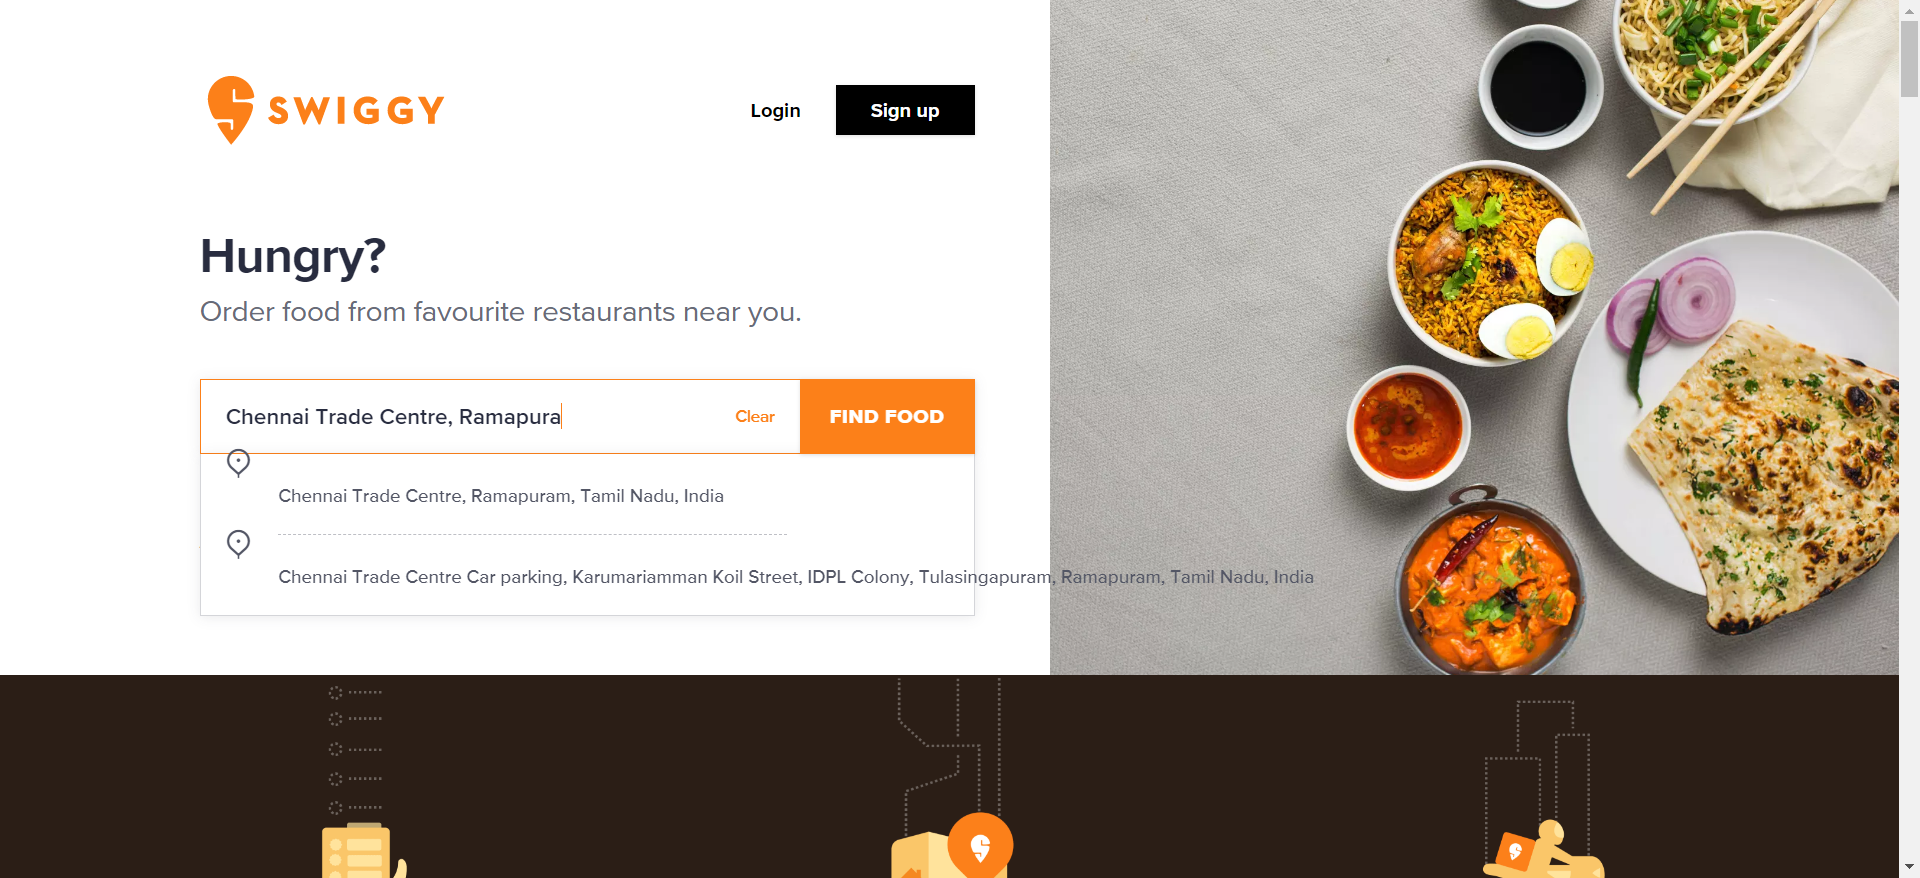 SWIGGY
Login
Sign up
Hungry?
Order food from favourite restaurants near you.
Chennai Trade Centre, Ramapura
Clear
FIND FOOD
Chennai Trade Centre, Ramapuram, Tamil Nadu, India
Chennai Trade Centre Car parking, Karumariamman Koil Street, IDPL Colony, Tulasingapuram, Ramapuram, Tamil Nadu, India